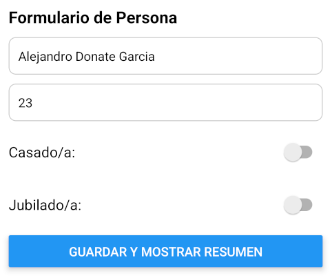 Formulario de Persona
Alejandro Donate Garcia
23
Casado/a:
Jubilado/a:
GUARDAR Y MOSTRAR RESUMEN